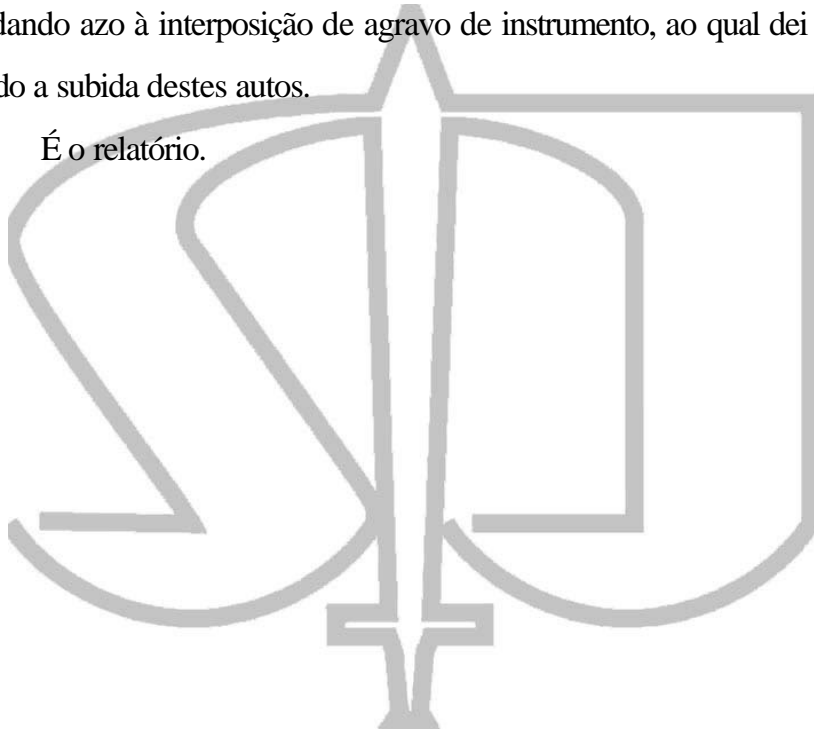 dando azo à interposição de agravo de instrumento, ao qual dei
do a subida destes autos.
É o relatório.